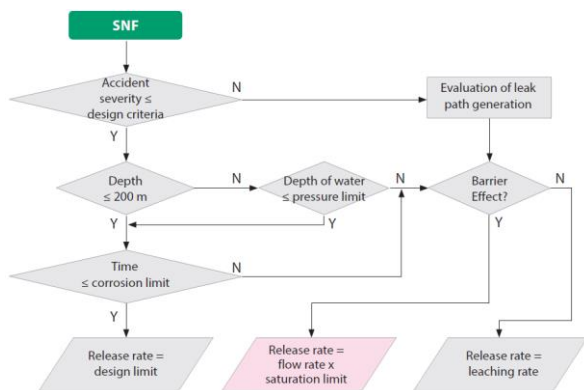 SNF
Accident
severity ≤
design criteria
N
Evaluation of leak
path generation
Y
Depth
≤ 200 m
N
Depth of water
≤ pressure limit
N
Barrier
Effect?
N
Y
Y
Y
Time
≤ corrosion limit
N
Y
Release rate =
design limit
Release rate =
flow rate x
saturation limit
Release rate =
leaching rate